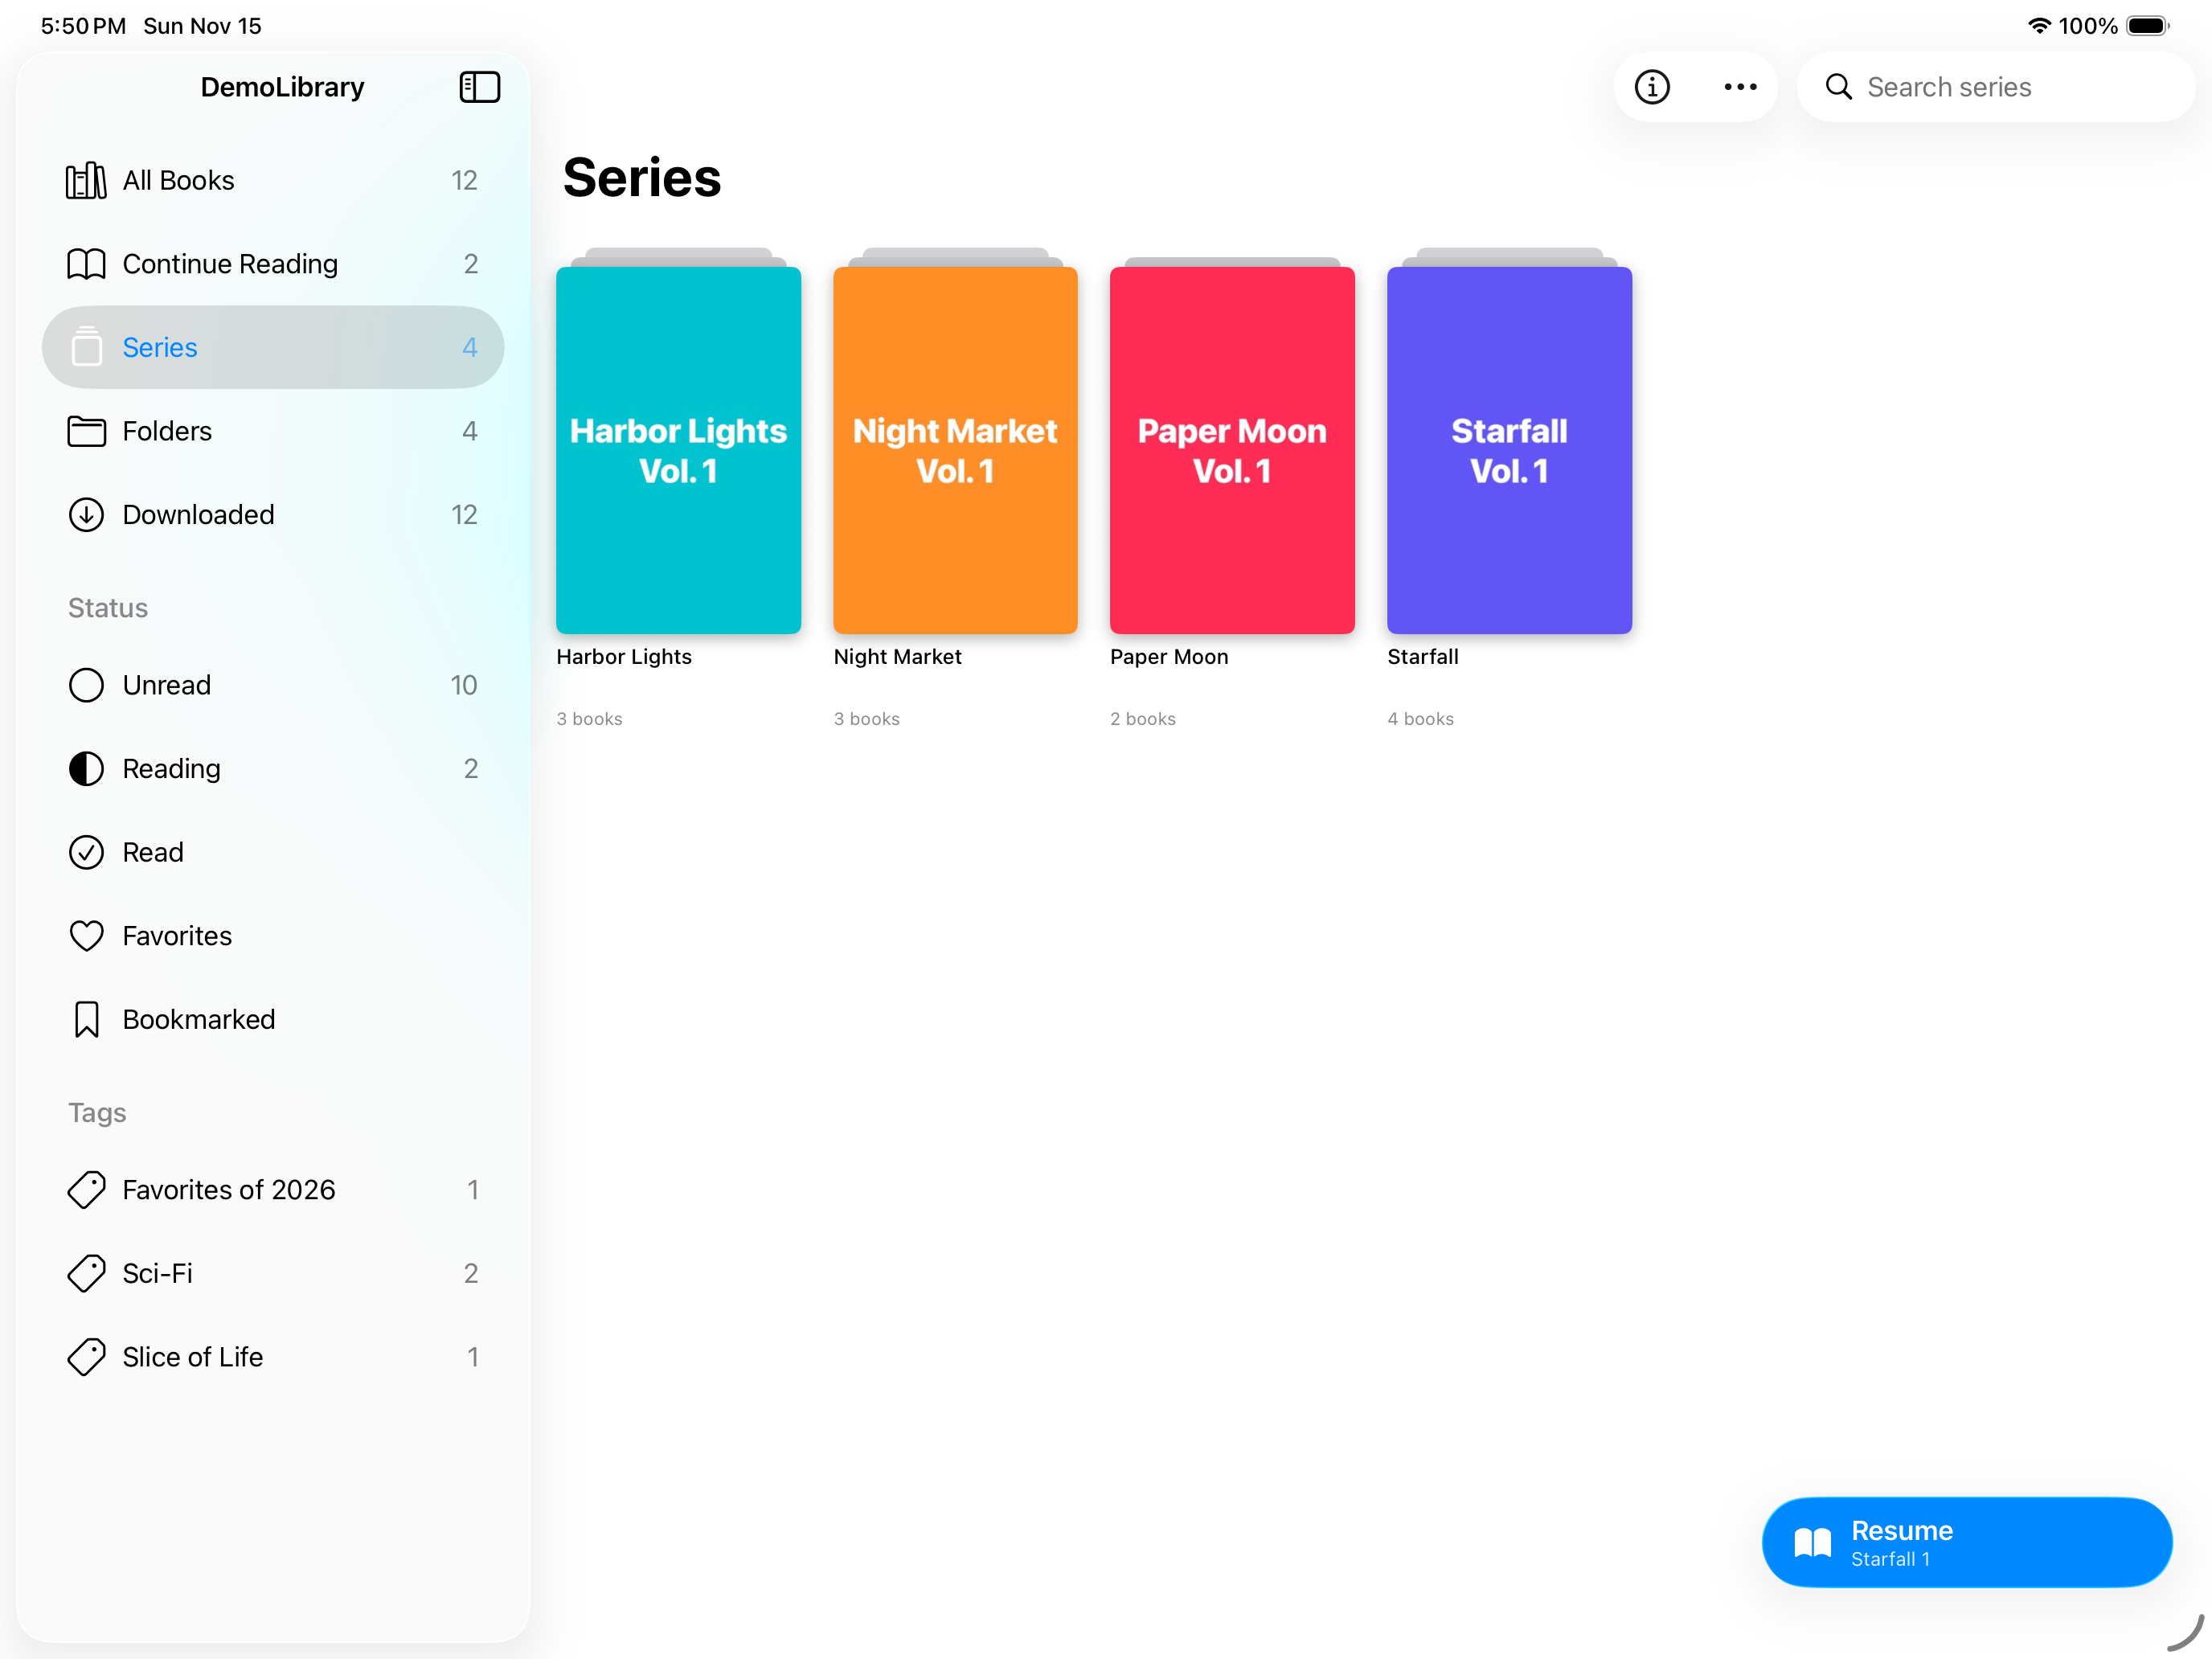 5:50 PM Sun Nov 15
100%
DemoLibrary
All Books 12
Continue Reading 2
Series 4
Folders 4
Downloaded 12
Status
Unread 10
Reading 2
Read
Favorites
Bookmarked
Tags
Favorites of 2026 1
Sci-Fi 2
Slice of Life 1
Search series
Series
Harbor Lights
Vol. 1
Harbor Lights
3 books
Night Market
Vol. 1
Night Market
3 books
Paper Moon
Vol. 1
Paper Moon
2 books
Starfall
Vol. 1
Starfall
4 books
Resume
Starfall 1